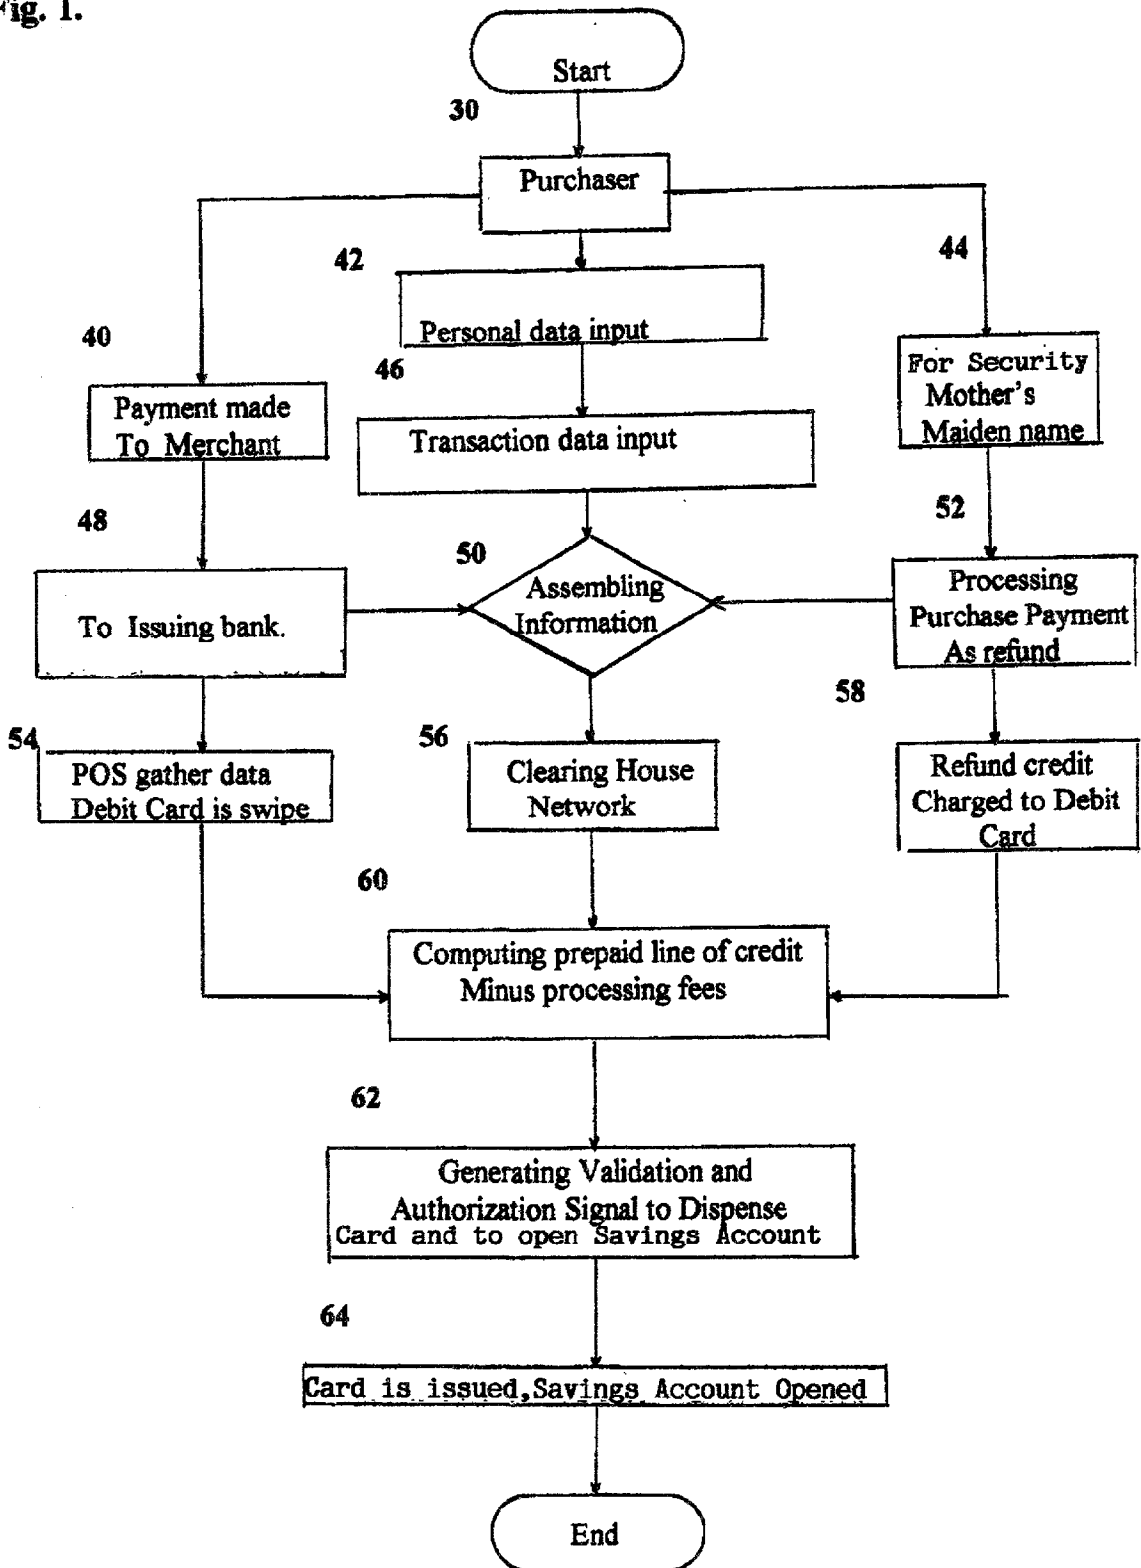 Fig. 1.
Start
30
Purchaser
42
44
Personal data input
40
46
For Security
Mother's
Maiden name
Payment made
To Merchant
Transaction data input
48
50
52
To Issuing bank.
Assembling
Information
Processing
Purchase Payment
As refund
54
56
58
POS gather data
Debit Card is swipe
Clearing House
Network
Refund credit
Charged to Debit
Card
60
Computing prepaid line of credit
Minus processing fees
62
Generating Validation and
Authorization Signal to Dispense
Card and to open Savings Account
64
Card is issued,Savings Account Opened
End